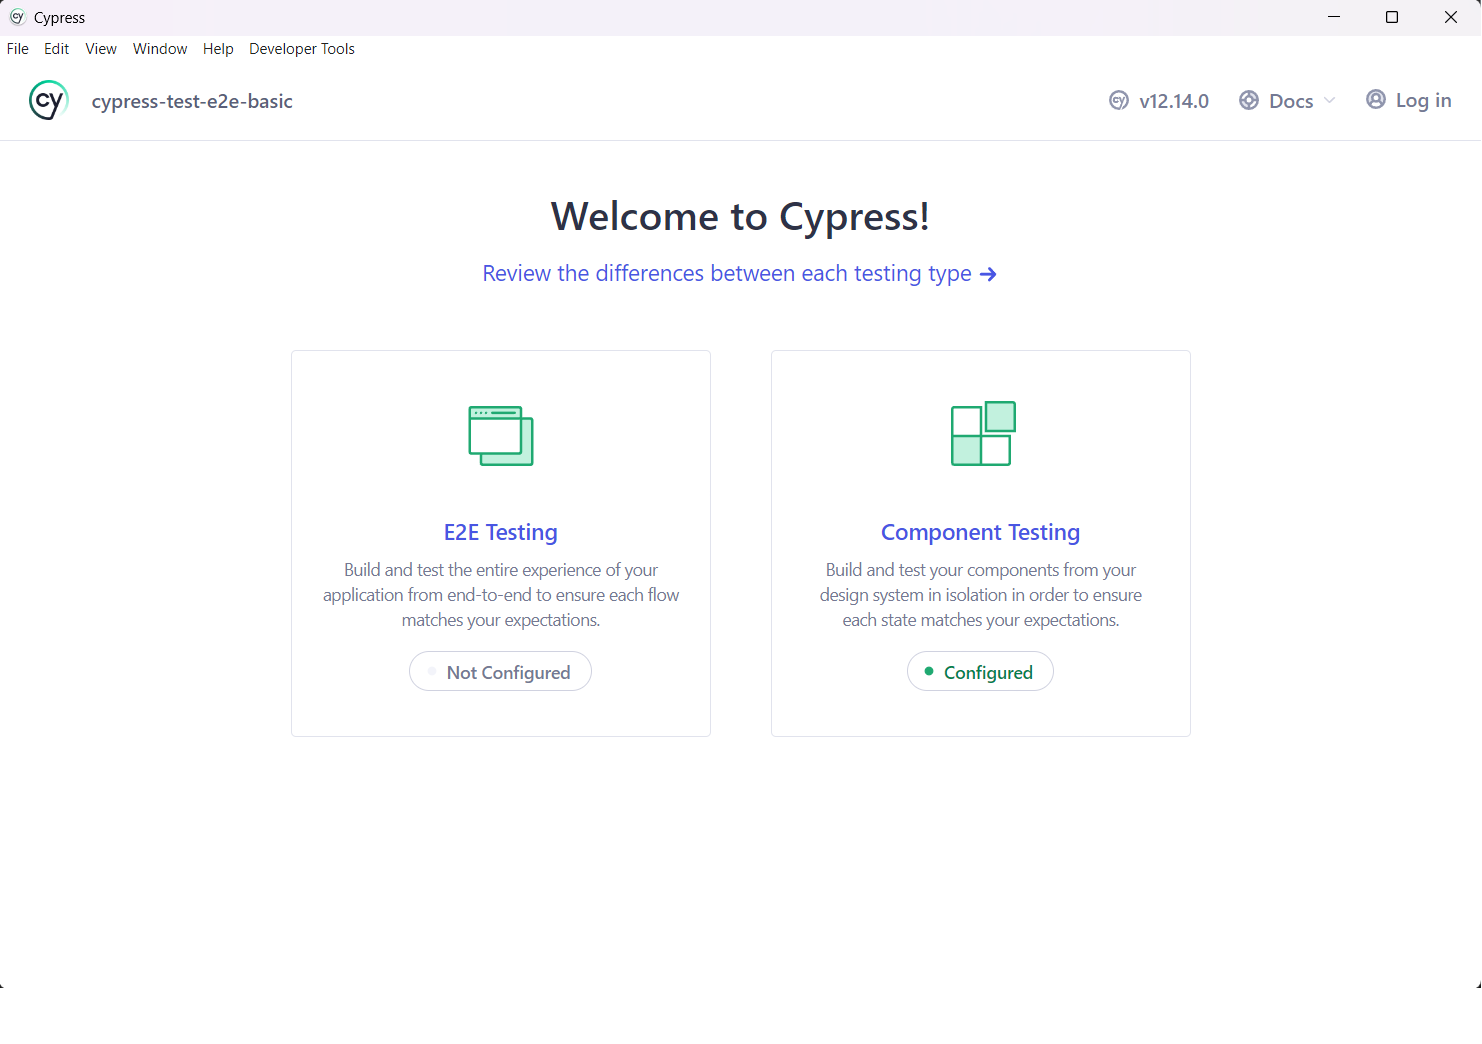 cy Cypress
File Edit View Window Help Developer Tools
cy cypress-test-e2e-basic
cy v12.14.0 Docs Log in
Welcome to Cypress!
Review the differences between each testing type →
E2E Testing
Build and test the entire experience of your
application from end-to-end to ensure each flow
matches your expectations.
Not Configured
Component Testing
Build and test your components from your
design system in isolation in order to ensure
each state matches your expectations.
Configured